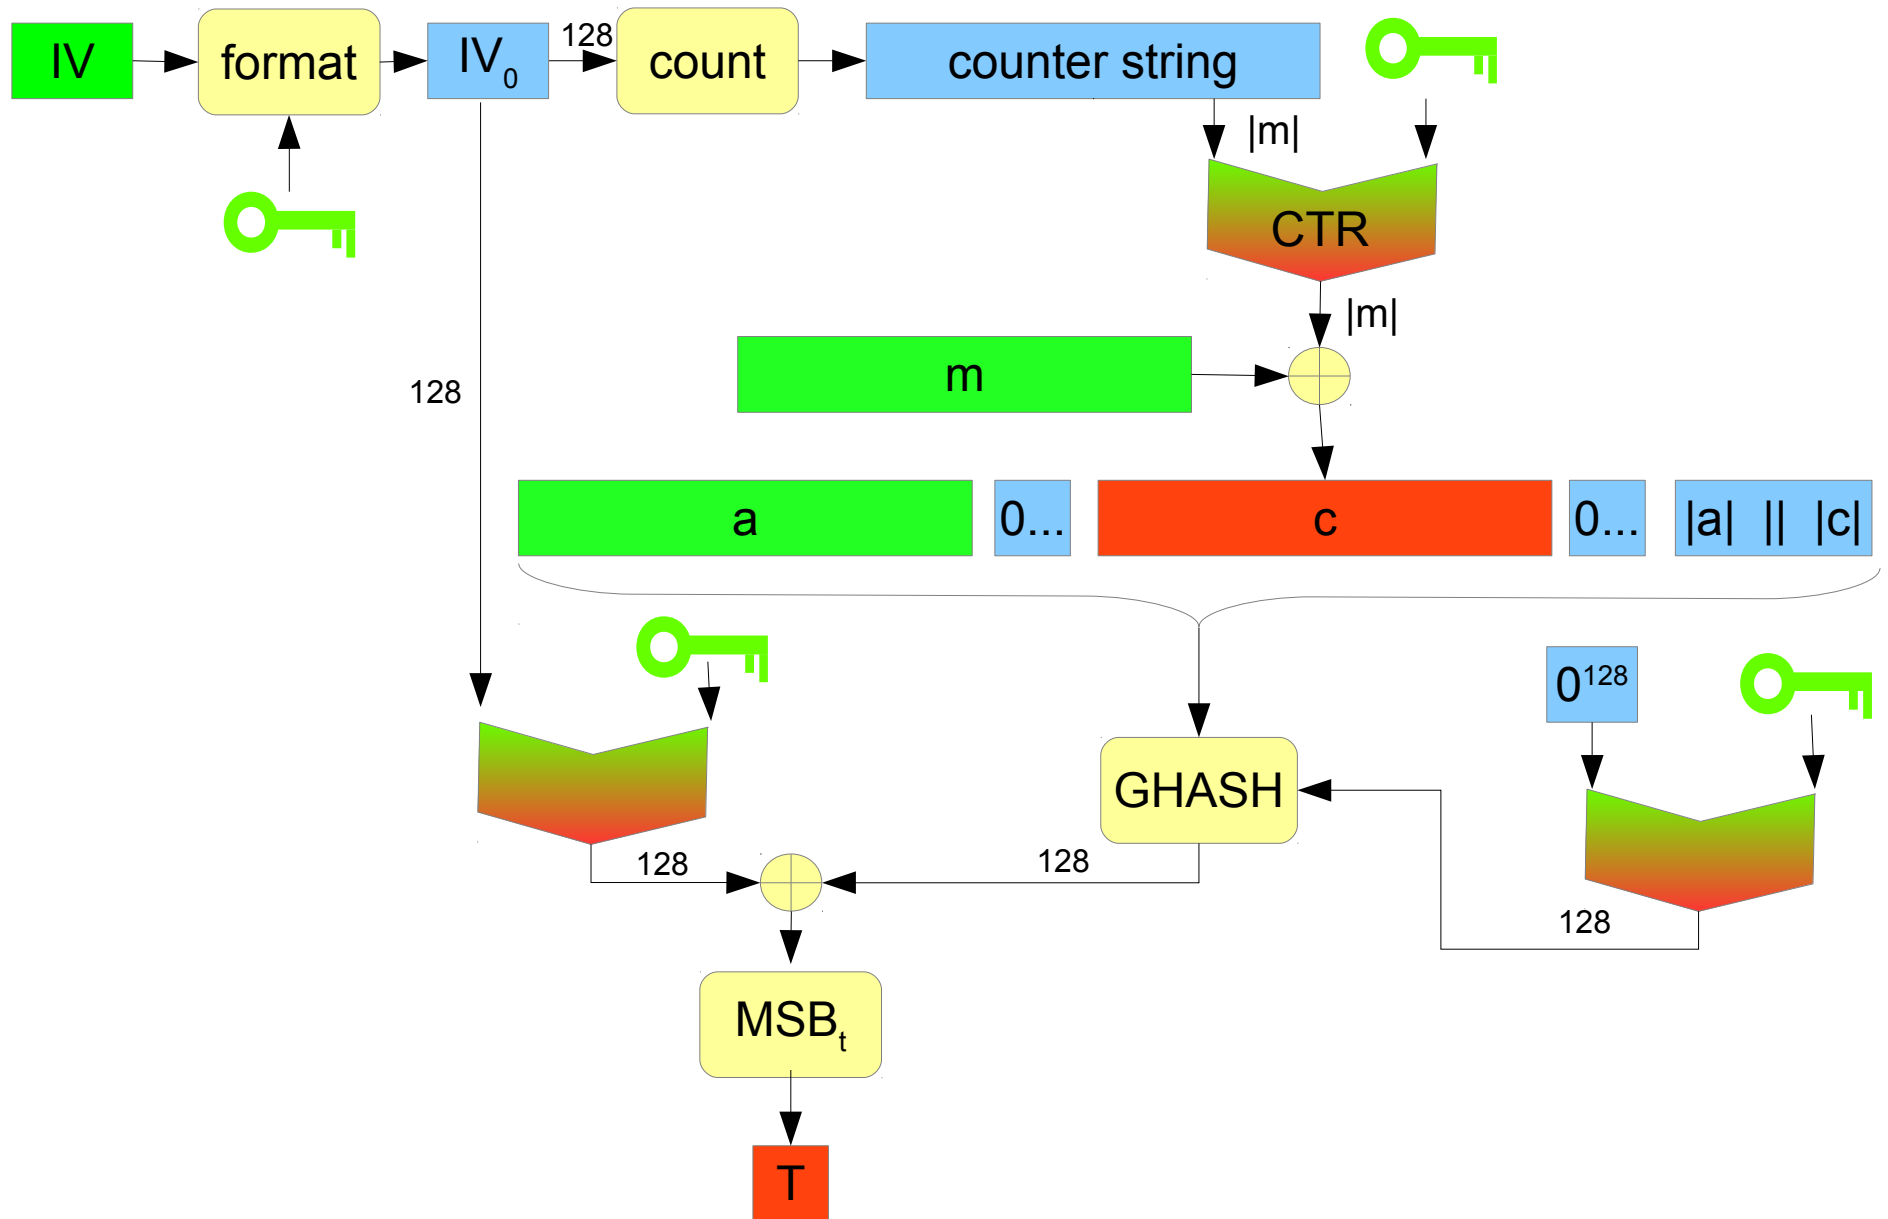 IV
format
IV0
128
count
counter string
|m|
CTR
|m|
m
128
a
0...
c
0...
|a| || |c|
0128
GHASH
128
128
128
MSBt
T